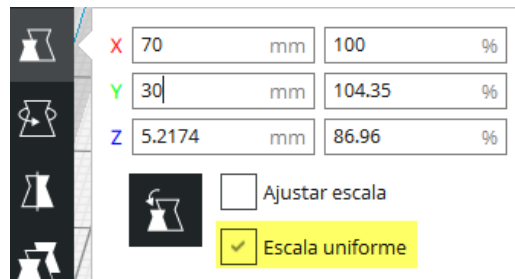 X 70 mm 100 %
Y 30 mm 104.35 %
Z 5.2174 mm 86.96 %
Ajustar escala
Escala uniforme